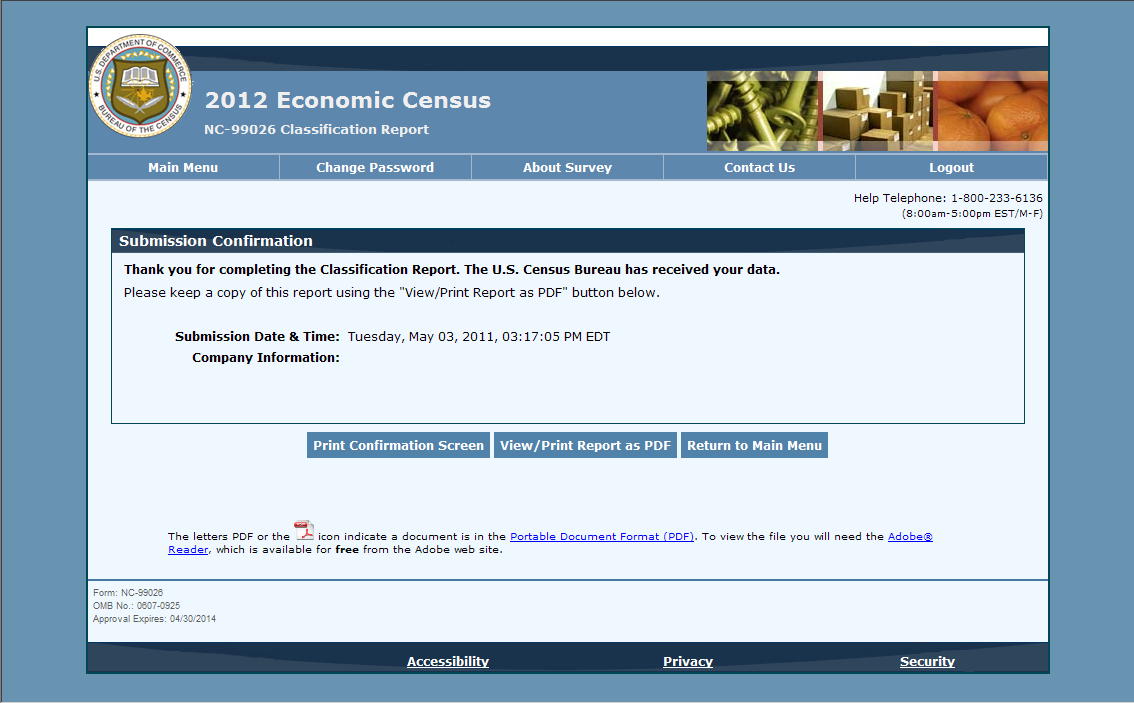 U.S. DEPARTMENT OF COMMERCE
BUREAU OF THE CENSUS
2012 Economic Census
NC-99026 Classification Report
Main Menu
Change Password
About Survey
Contact Us
Logout
Help Telephone: 1-800-233-6136
(8:00am-5:00pm EST/M-F)
Submission Confirmation
Thank you for completing the Classification Report. The U.S. Census Bureau has received your data.
Please keep a copy of this report using the "View/Print Report as PDF" button below.
Submission Date & Time: Tuesday, May 03, 2011, 03:17:05 PM EDT
Company Information:
Print Confirmation Screen
View/Print Report as PDF
Return to Main Menu
The letters PDF or the icon indicate a document is in the Portable Document Format (PDF). To view the file you will need the Adobe®
Reader, which is available for free from the Adobe web site.
Form: NC-99026
OMB No.: 0607-0925
Approval Expires: 04/30/2014
Accessibility
Privacy
Security